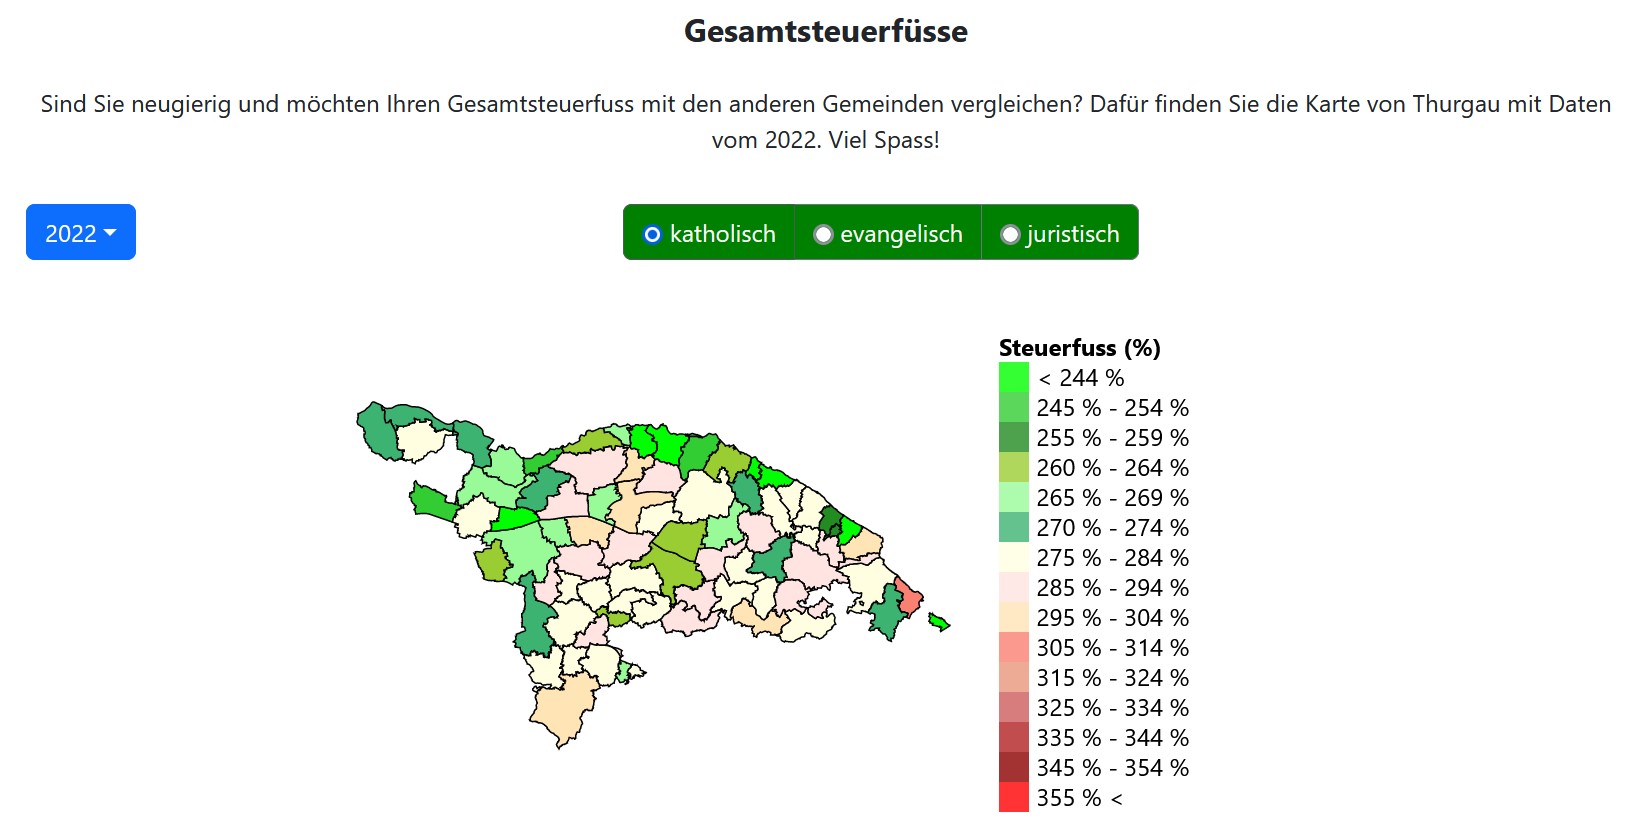 Gesamtsteuerfüsse
Sind Sie neugierig und möchten Ihren Gesamtsteuerfuss mit den anderen Gemeinden vergleichen? Dafür finden Sie die Karte von Thurgau mit Daten
vom 2022. Viel Spass!
2022
katholisch evangelisch juristisch
Steuerfuss (%)
< 244 %
245 % - 254 %
255 % - 259 %
260 % - 264 %
265 % - 269 %
270 % - 274 %
275 % - 284 %
285 % - 294 %
295 % - 304 %
305 % - 314 %
315 % - 324 %
325 % - 334 %
335 % - 344 %
345 % - 354 %
355 % <